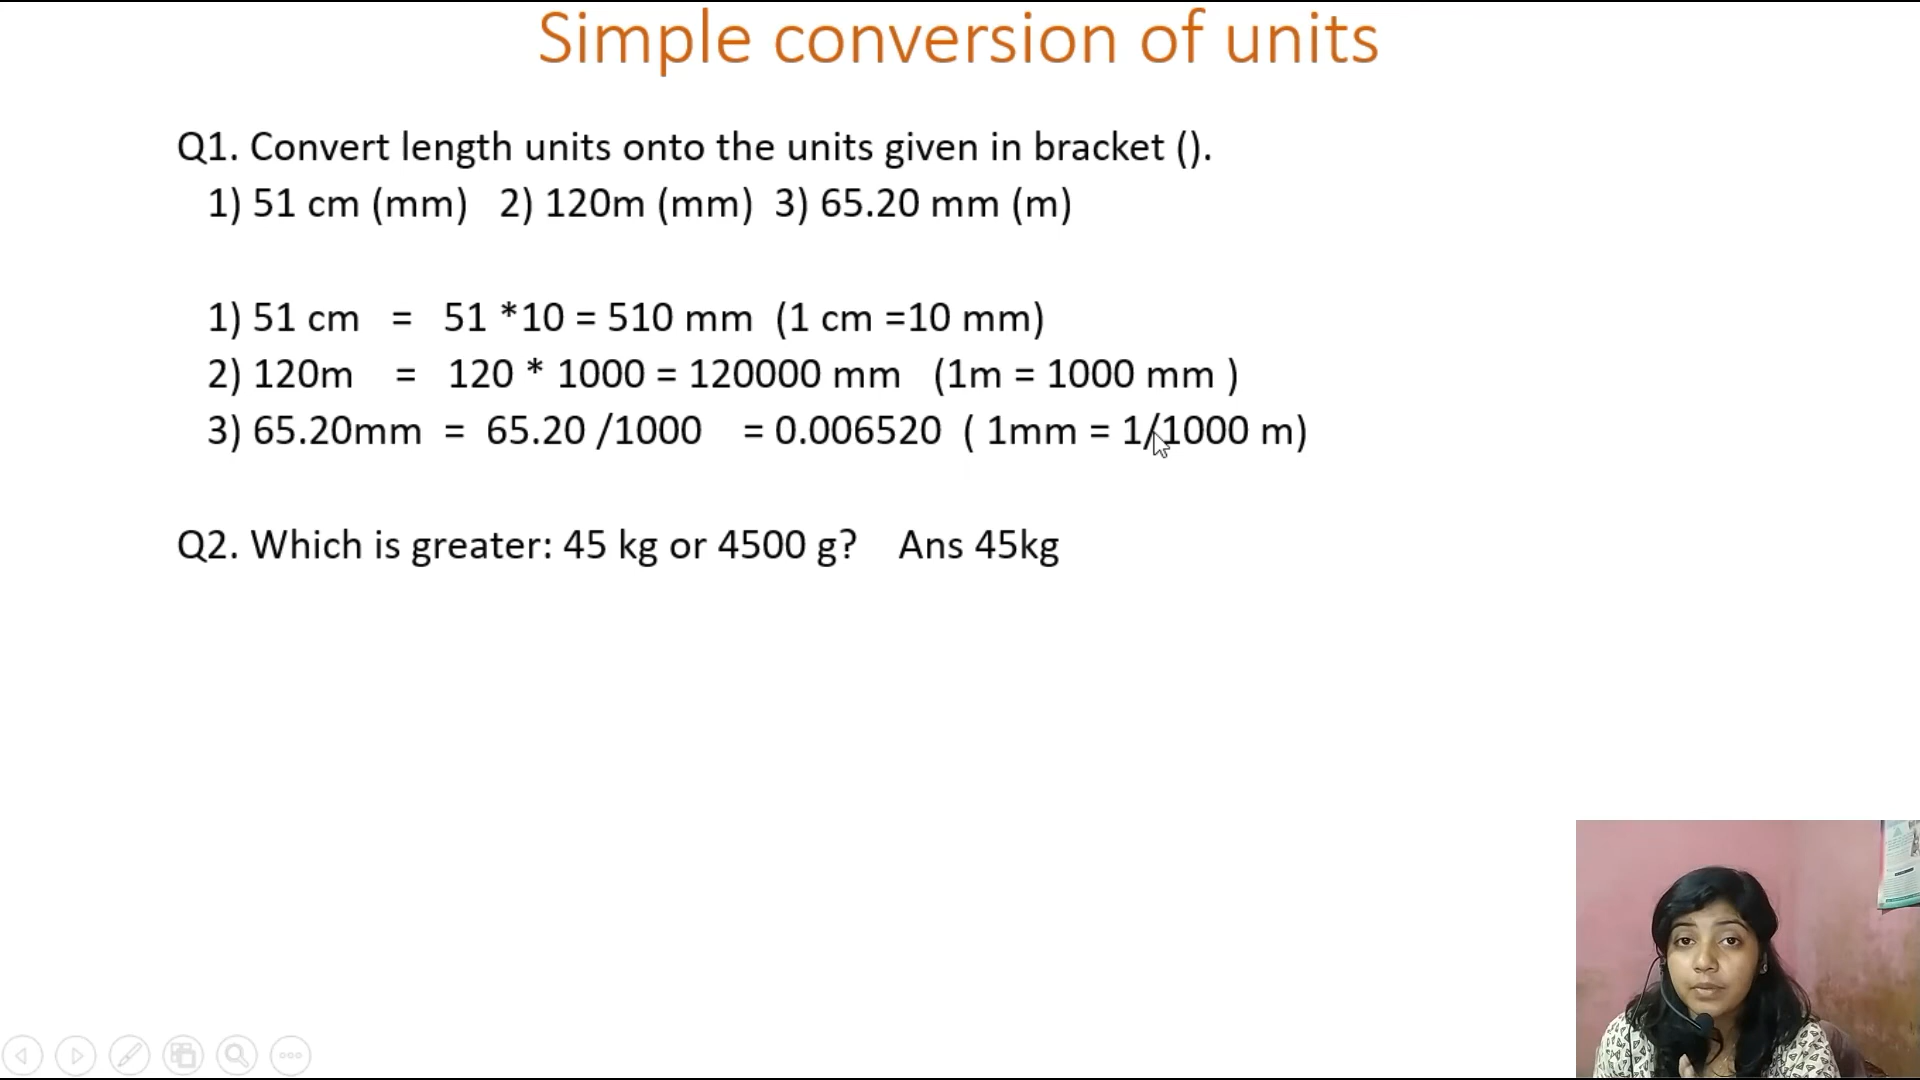 Simple conversion of units
Q1. Convert length units onto the units given in bracket ().
1) 51 cm (mm) 2) 120m (mm) 3) 65.20 mm (m)
1) 51 cm = 51 *10 = 510 mm (1 cm =10 mm)
2) 120m = 120 * 1000 = 120000 mm (1m = 1000 mm )
3) 65.20mm = 65.20 /1000 = 0.006520 ( 1mm = 1/1000 m)
Q2. Which is greater: 45 kg or 4500 g? Ans 45kg